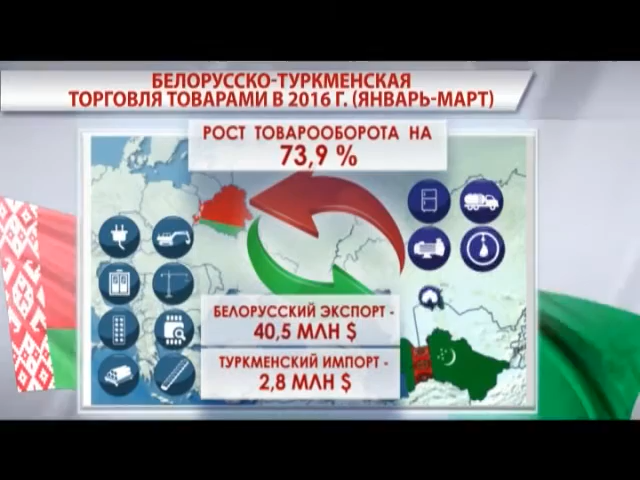 БЕЛОРУССКО-ТУРКМЕНСКАЯ
ТОРГОВЛЯ ТОВАРАМИ В 2016 Г. (ЯНВАРЬ-МАРТ)
РОСТ ТОВАРООБОРОТА НА
73,9 %
БЕЛОРУССКИЙ ЭКСПОРТ -
40,5 МЛН $
ТУРКМЕНСКИЙ ИМПОРТ -
2,8 МЛН $